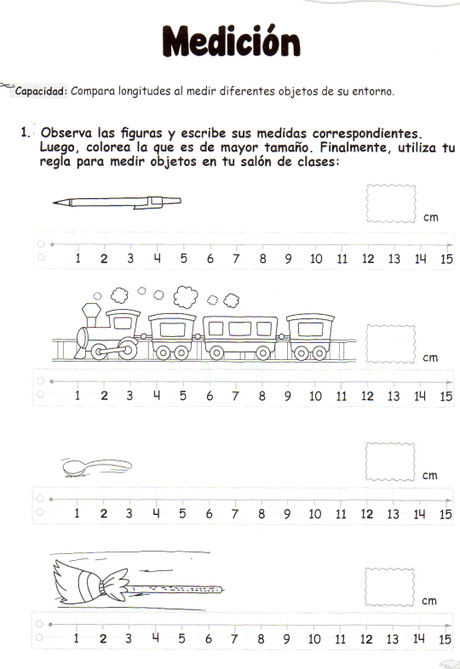 Medición
Capacidad: Compara longitudes al medir diferentes objetos de su entorno.
1. Observa las figuras y escribe sus medidas correspondientes.
Luego, colorea la que es de mayor tamaño. Finalmente, utiliza tu
regla para medir objetos en tu salón de clases:
cm
1 2 3 4 5 6 7 8 9 10 11 12 13 14 15
cm
1 2 3 4 5 6 7 8 9 10 11 12 13 14 15
cm
1 2 3 4 5 6 7 8 9 10 11 12 13 14 15
cm
1 2 3 4 5 6 7 8 9 10 11 12 13 14 15